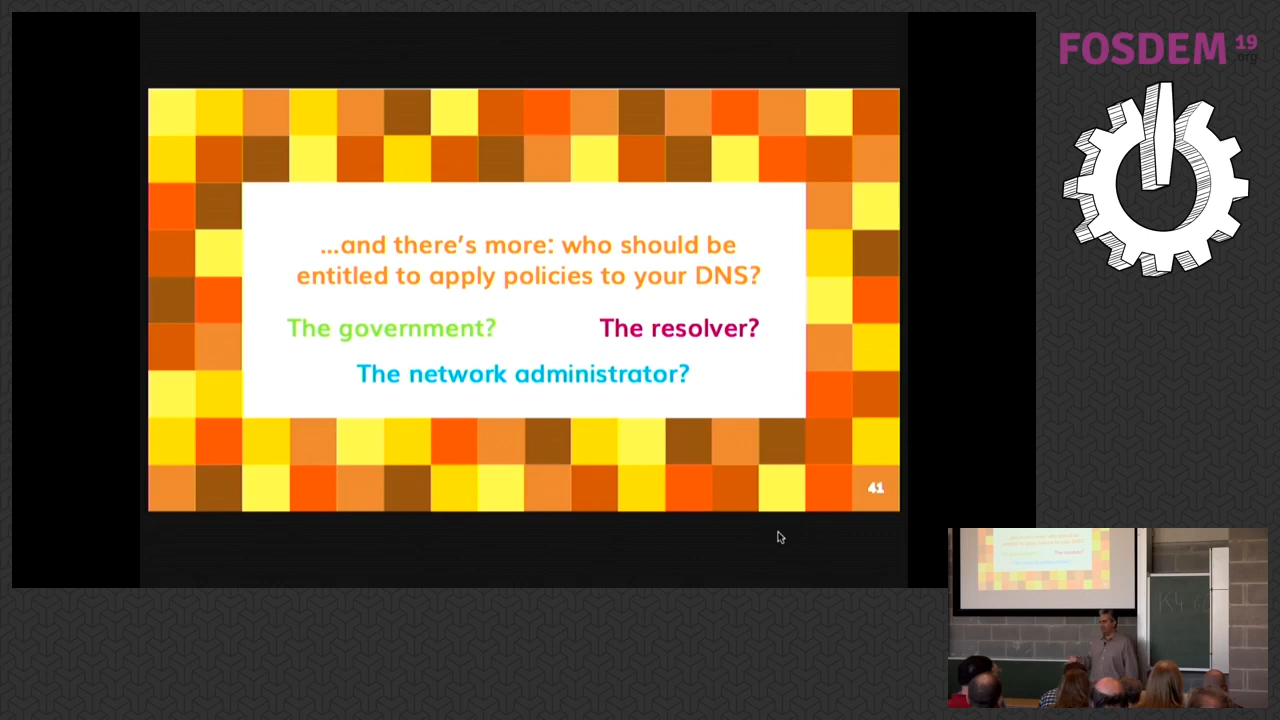 FOSDEM 19
.org
...and there's more: who should be
entitled to apply policies to your DNS?
The government? The resolver?
The network administrator?
41